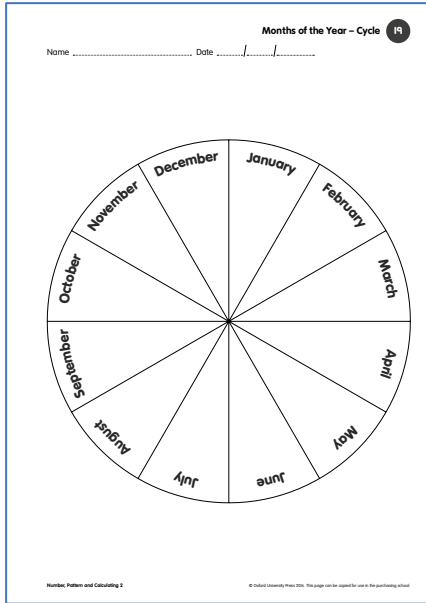 Months of the Year – Cycle 19
Name Date / /
January
February
March
April
May
June
July
August
September
October
November
December
Number, Pattern and Calculating 2
© Oxford University Press 2016. This page can be copied for use in the purchasing school